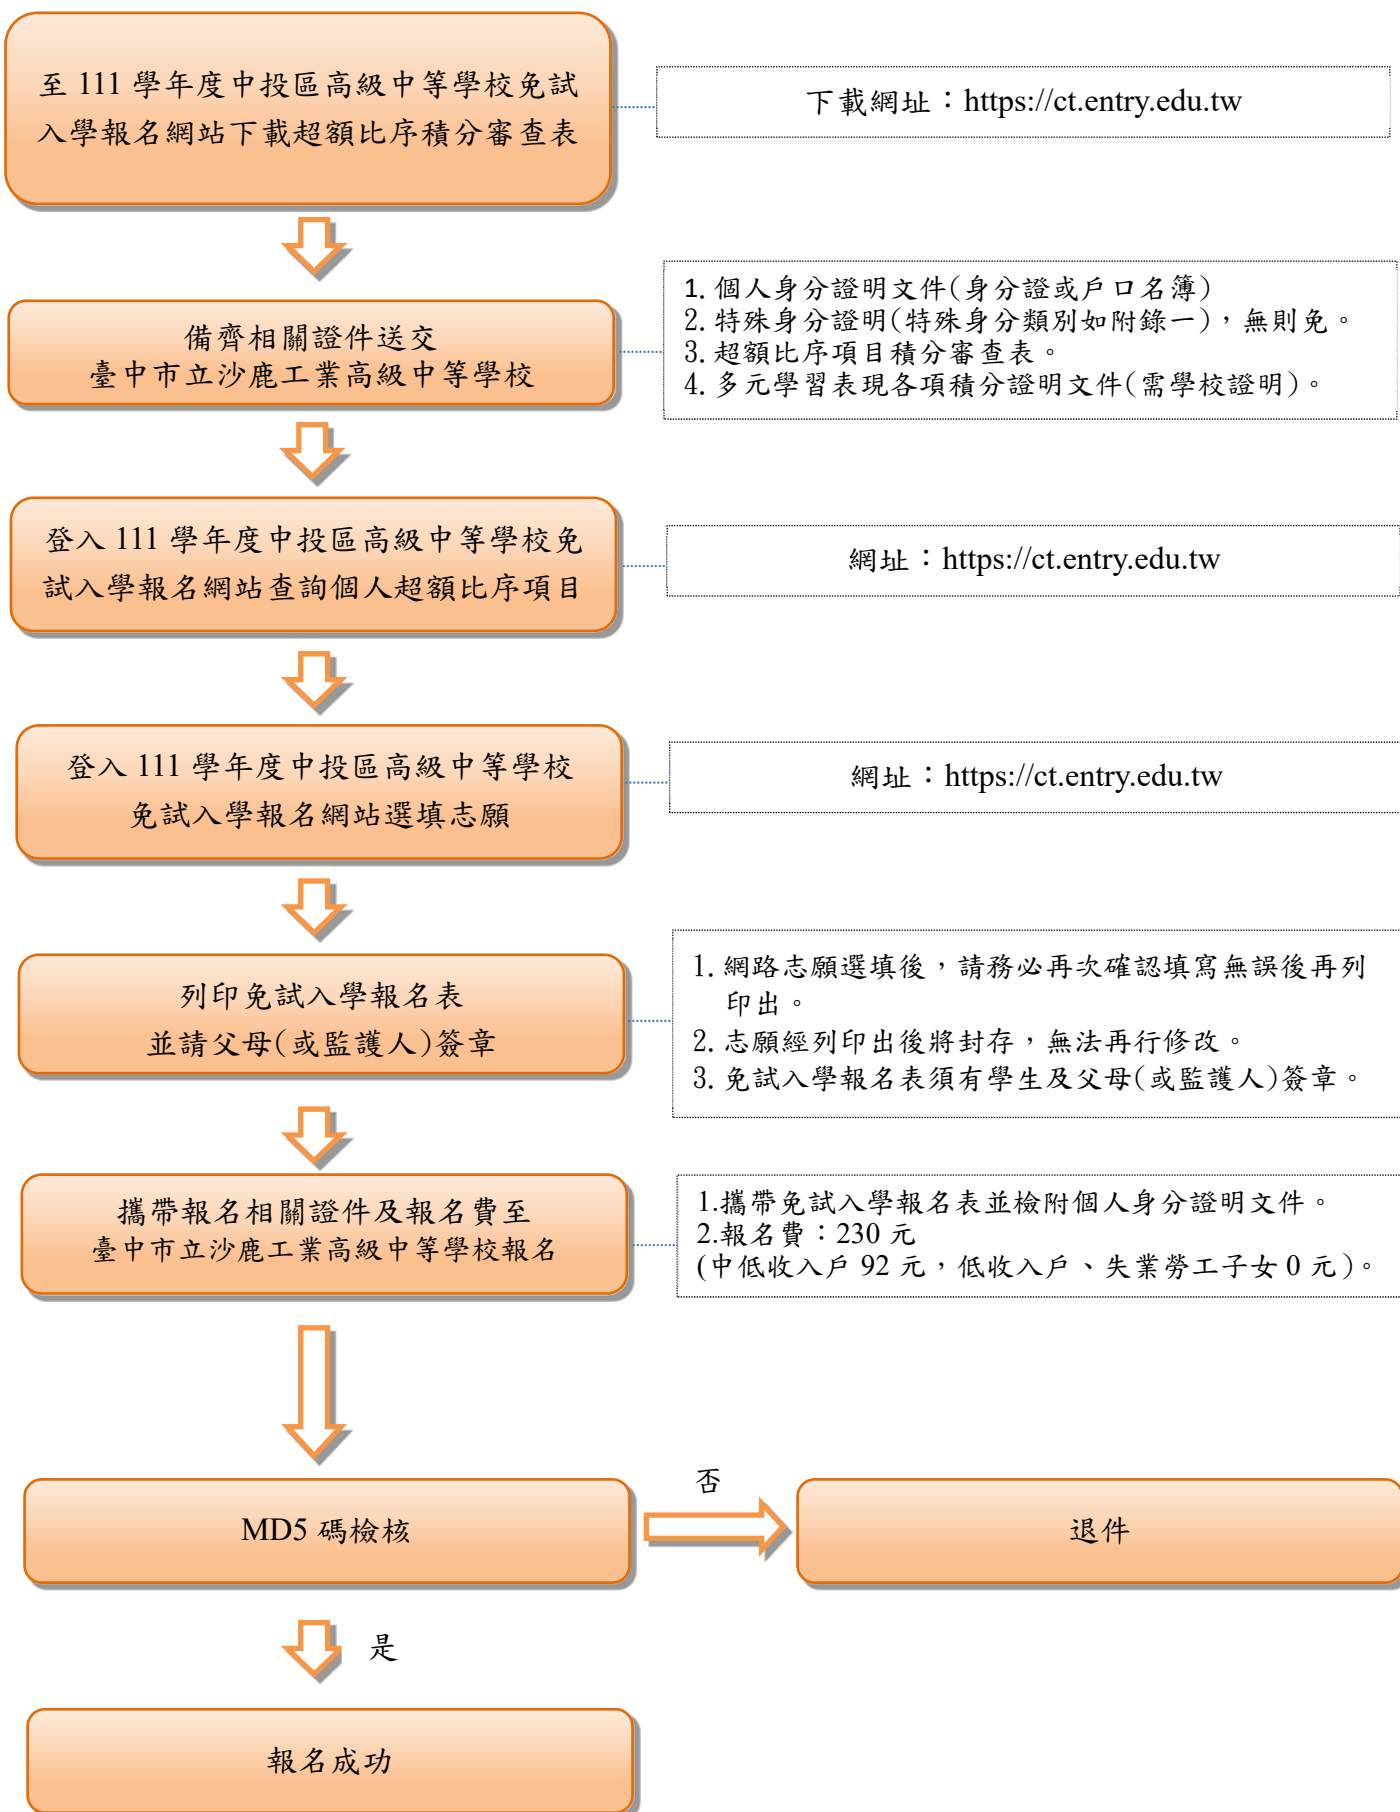 至 111 學年度中投區高級中等學校免試
入學報名網站下載超額比序積分審查表
下載網址：https://ct.entry.edu.tw
備齊相關證件送交
臺中市立沙鹿工業高級中等學校
1. 個人身分證明文件(身分證或戶口名簿)
2. 特殊身分證明(特殊身分類別如附錄一)，無則免。
3. 超額比序項目積分審查表。
4. 多元學習表現各項積分證明文件(需學校證明)。
登入 111 學年度中投區高級中等學校免
試入學報名網站查詢個人超額比序項目
網址：https://ct.entry.edu.tw
登入 111 學年度中投區高級中等學校
免試入學報名網站選填志願
網址：https://ct.entry.edu.tw
列印免試入學報名表
並請父母(或監護人)簽章
1. 網路志願選填後，請務必再次確認填寫無誤後再列
印出。
2. 志願經列印出後將封存，無法再行修改。
3. 免試入學報名表須有學生及父母(或監護人)簽章。
攜帶報名相關證件及報名費至
臺中市立沙鹿工業高級中等學校報名
1.攜帶免試入學報名表並檢附個人身分證明文件。
2.報名費：230 元
(中低收入戶 92 元，低收入戶、失業勞工子女 0 元)。
MD5 碼檢核
否
退件
是
報名成功